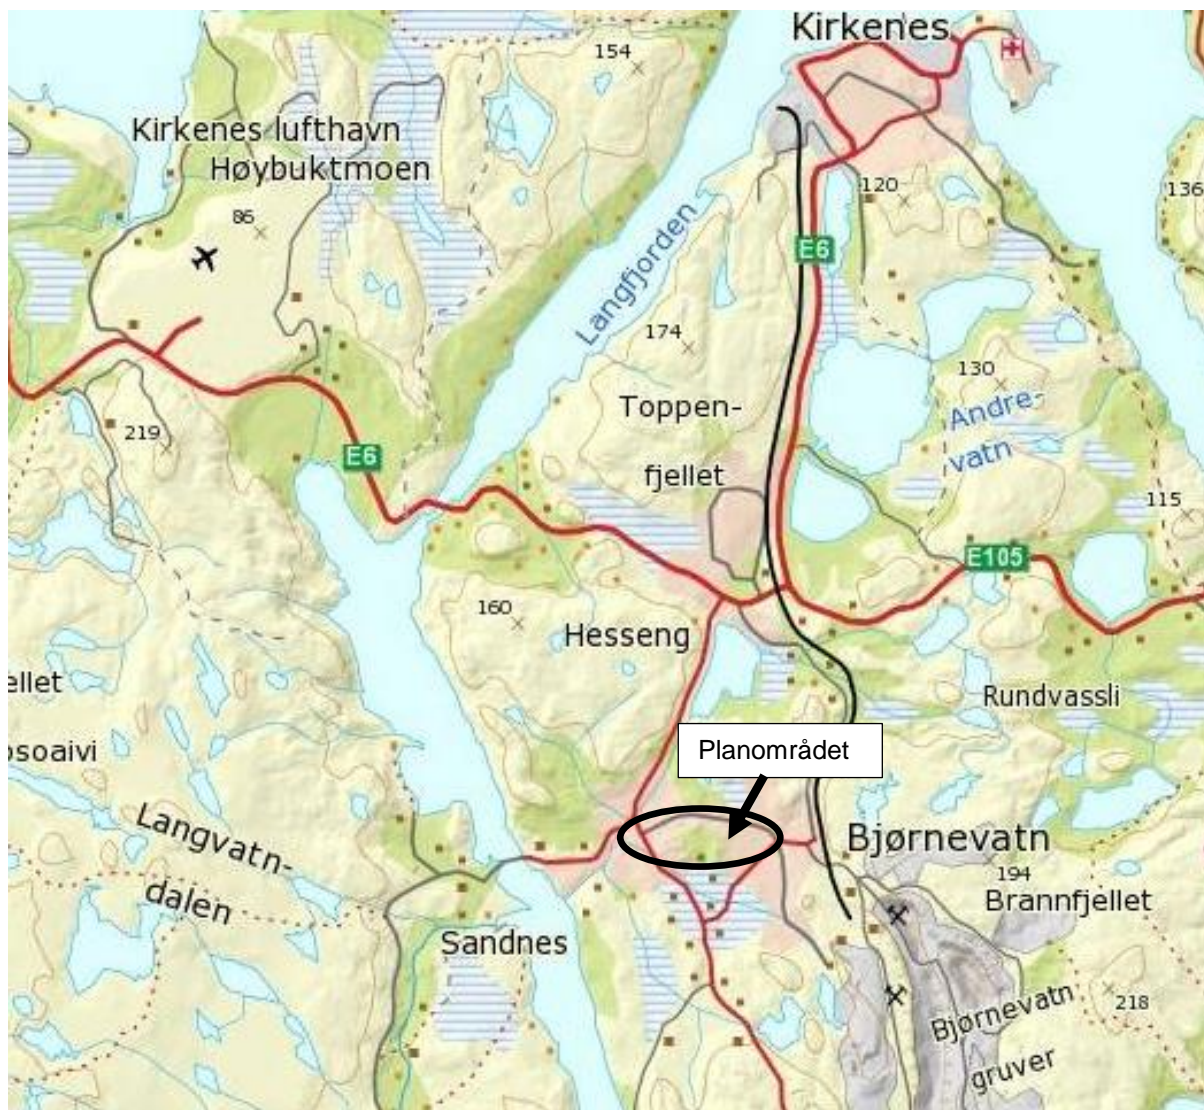 Kirkenes
154
Kirkenes lufthavn
Høybuktmoen
86
120
136
Langfjorden
E6
174
130
Toppen-
fjellet
Andre-
vatn
219
E6
115
E105
160
Hesseng
ellet
Rundvassli
osoaivi
Planområdet
Langvatn-
dalen
Bjørnevatn
194
Brannfjellet
Sandnes
218
Bjørnevatn
gruver